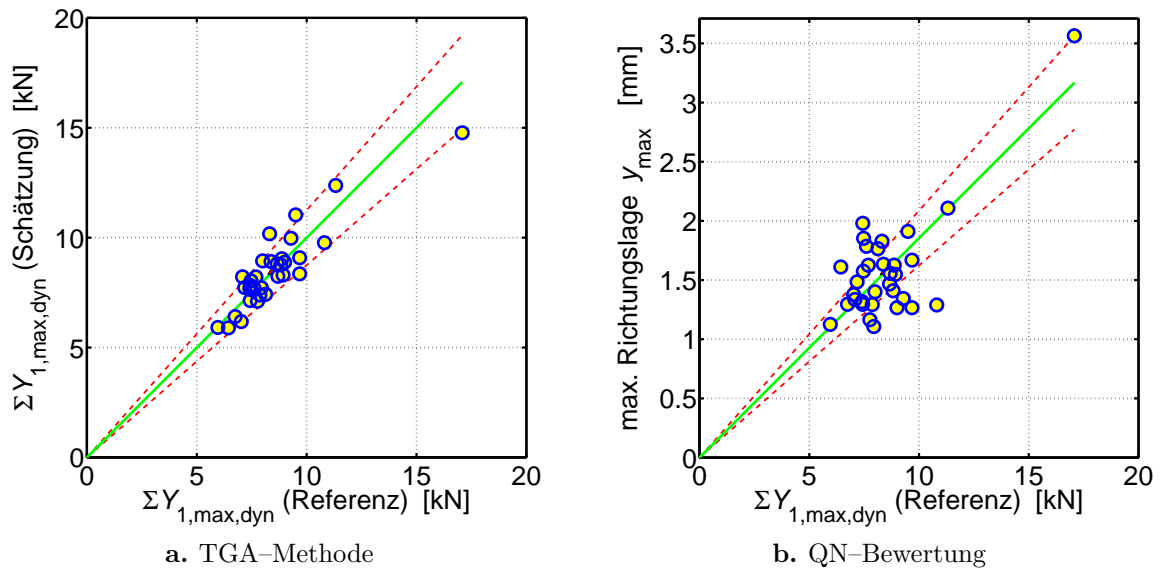 20
15
10
5
0
0 5 10 15 20
ΣY1,max,dyn (Schätzung) [kN]
ΣY1,max,dyn (Referenz) [kN]
a. TGA–Methode
3.5
3
2.5
2
1.5
1
0.5
0
0 5 10 15 20
max. Richtungslage ymax [mm]
ΣY1,max,dyn (Referenz) [kN]
b. QN–Bewertung